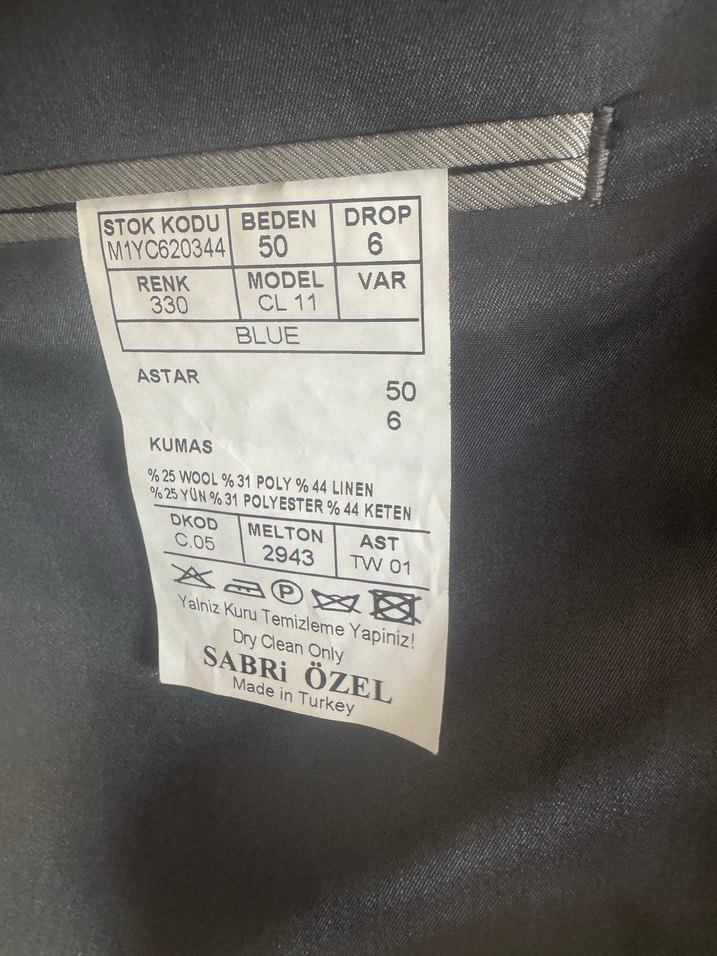 STOK KODU BEDEN DROP
M1YC620344 50 6
RENK MODEL VAR
330 CL 11
BLUE
ASTAR
50
6
KUMAS
% 25 WOOL % 31 POLY % 44 LINEN
% 25 YÜN % 31 POLYESTER % 44 KETEN
DKOD MELTON AST
C.05 2943 TW 01
P
Yalniz Kuru Temizleme Yapiniz!
Dry Clean Only
SABRi ÖZEL
Made in Turkey